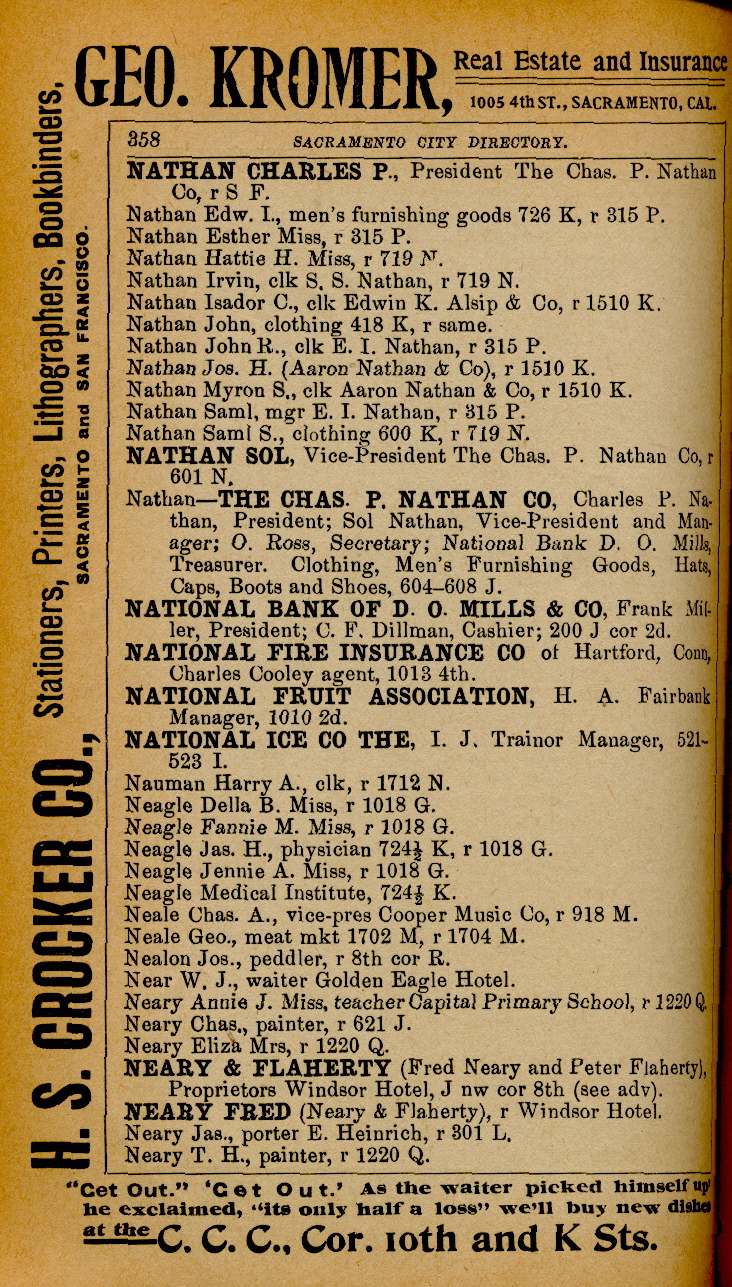 GEO. KROMER, Real Estate and Insurance
1005 4th ST., SACRAMENTO, CAL.
H. S. CROCKER CO., Stationers, Printers, Lithographers, Bookbinders,
SACRAMENTO and SAN FRANCISCO.
358 SACRAMENTO CITY DIRECTORY.
NATHAN CHARLES P., President The Chas. P. Nathan
Co, r S F.
Nathan Edw. I., men's furnishing goods 726 K, r 315 P.
Nathan Esther Miss, r 315 P.
Nathan Hattie H. Miss, r 719 N.
Nathan Irvin, clk S. S. Nathan, r 719 N.
Nathan Isador C., clk Edwin K. Alsip & Co, r 1510 K.
Nathan John, clothing 418 K, r same.
Nathan John R., clk E. I. Nathan, r 315 P.
Nathan Jos. H. (Aaron Nathan & Co), r 1510 K.
Nathan Myron S., clk Aaron Nathan & Co, r 1510 K.
Nathan Saml, mgr E. I. Nathan, r 315 P.
Nathan Saml S., clothing 600 K, r 719 N.
NATHAN SOL, Vice-President The Chas. P. Nathan Co, r
601 N.
Nathan—THE CHAS. P. NATHAN CO, Charles P. Na-
than, President; Sol Nathan, Vice-President and Man-
ager; O. Ross, Secretary; National Bank D. O. Mills,
Treasurer. Clothing, Men's Furnishing Goods, Hats,
Caps, Boots and Shoes, 604–608 J.
NATIONAL BANK OF D. O. MILLS & CO, Frank Mil-
ler, President; C. F. Dillman, Cashier; 200 J cor 2d.
NATIONAL FIRE INSURANCE CO of Hartford, Conn,
Charles Cooley agent, 1013 4th.
NATIONAL FRUIT ASSOCIATION, H. A. Fairbank
Manager, 1010 2d.
NATIONAL ICE CO THE, I. J. Trainor Manager, 521–
523 I.
Nauman Harry A., clk, r 1712 N.
Neagle Della B. Miss, r 1018 G.
Neagle Fannie M. Miss, r 1018 G.
Neagle Jas. H., physician 724½ K, r 1018 G.
Neagle Jennie A. Miss, r 1018 G.
Neagle Medical Institute, 724½ K.
Neale Chas. A., vice-pres Cooper Music Co, r 918 M.
Neale Geo., meat mkt 1702 M, r 1704 M.
Nealon Jos., peddler, r 8th cor R.
Near W. J., waiter Golden Eagle Hotel.
Neary Annie J. Miss, teacher Capital Primary School, r 1220 Q.
Neary Chas., painter, r 621 J.
Neary Eliza Mrs, r 1220 Q.
NEARY & FLAHERTY (Fred Neary and Peter Flaherty),
Proprietors Windsor Hotel, J nw cor 8th (see adv).
NEARY FRED (Neary & Flaherty), r Windsor Hotel.
Neary Jas., porter E. Heinrich, r 301 L.
Neary T. H., painter, r 1220 Q.
"Get Out." 'Get Out.' As the waiter picked himself up
he exclaimed, "its only half a loss" we'll buy new dishes
at the C. C. C., Cor. 10th and K Sts.